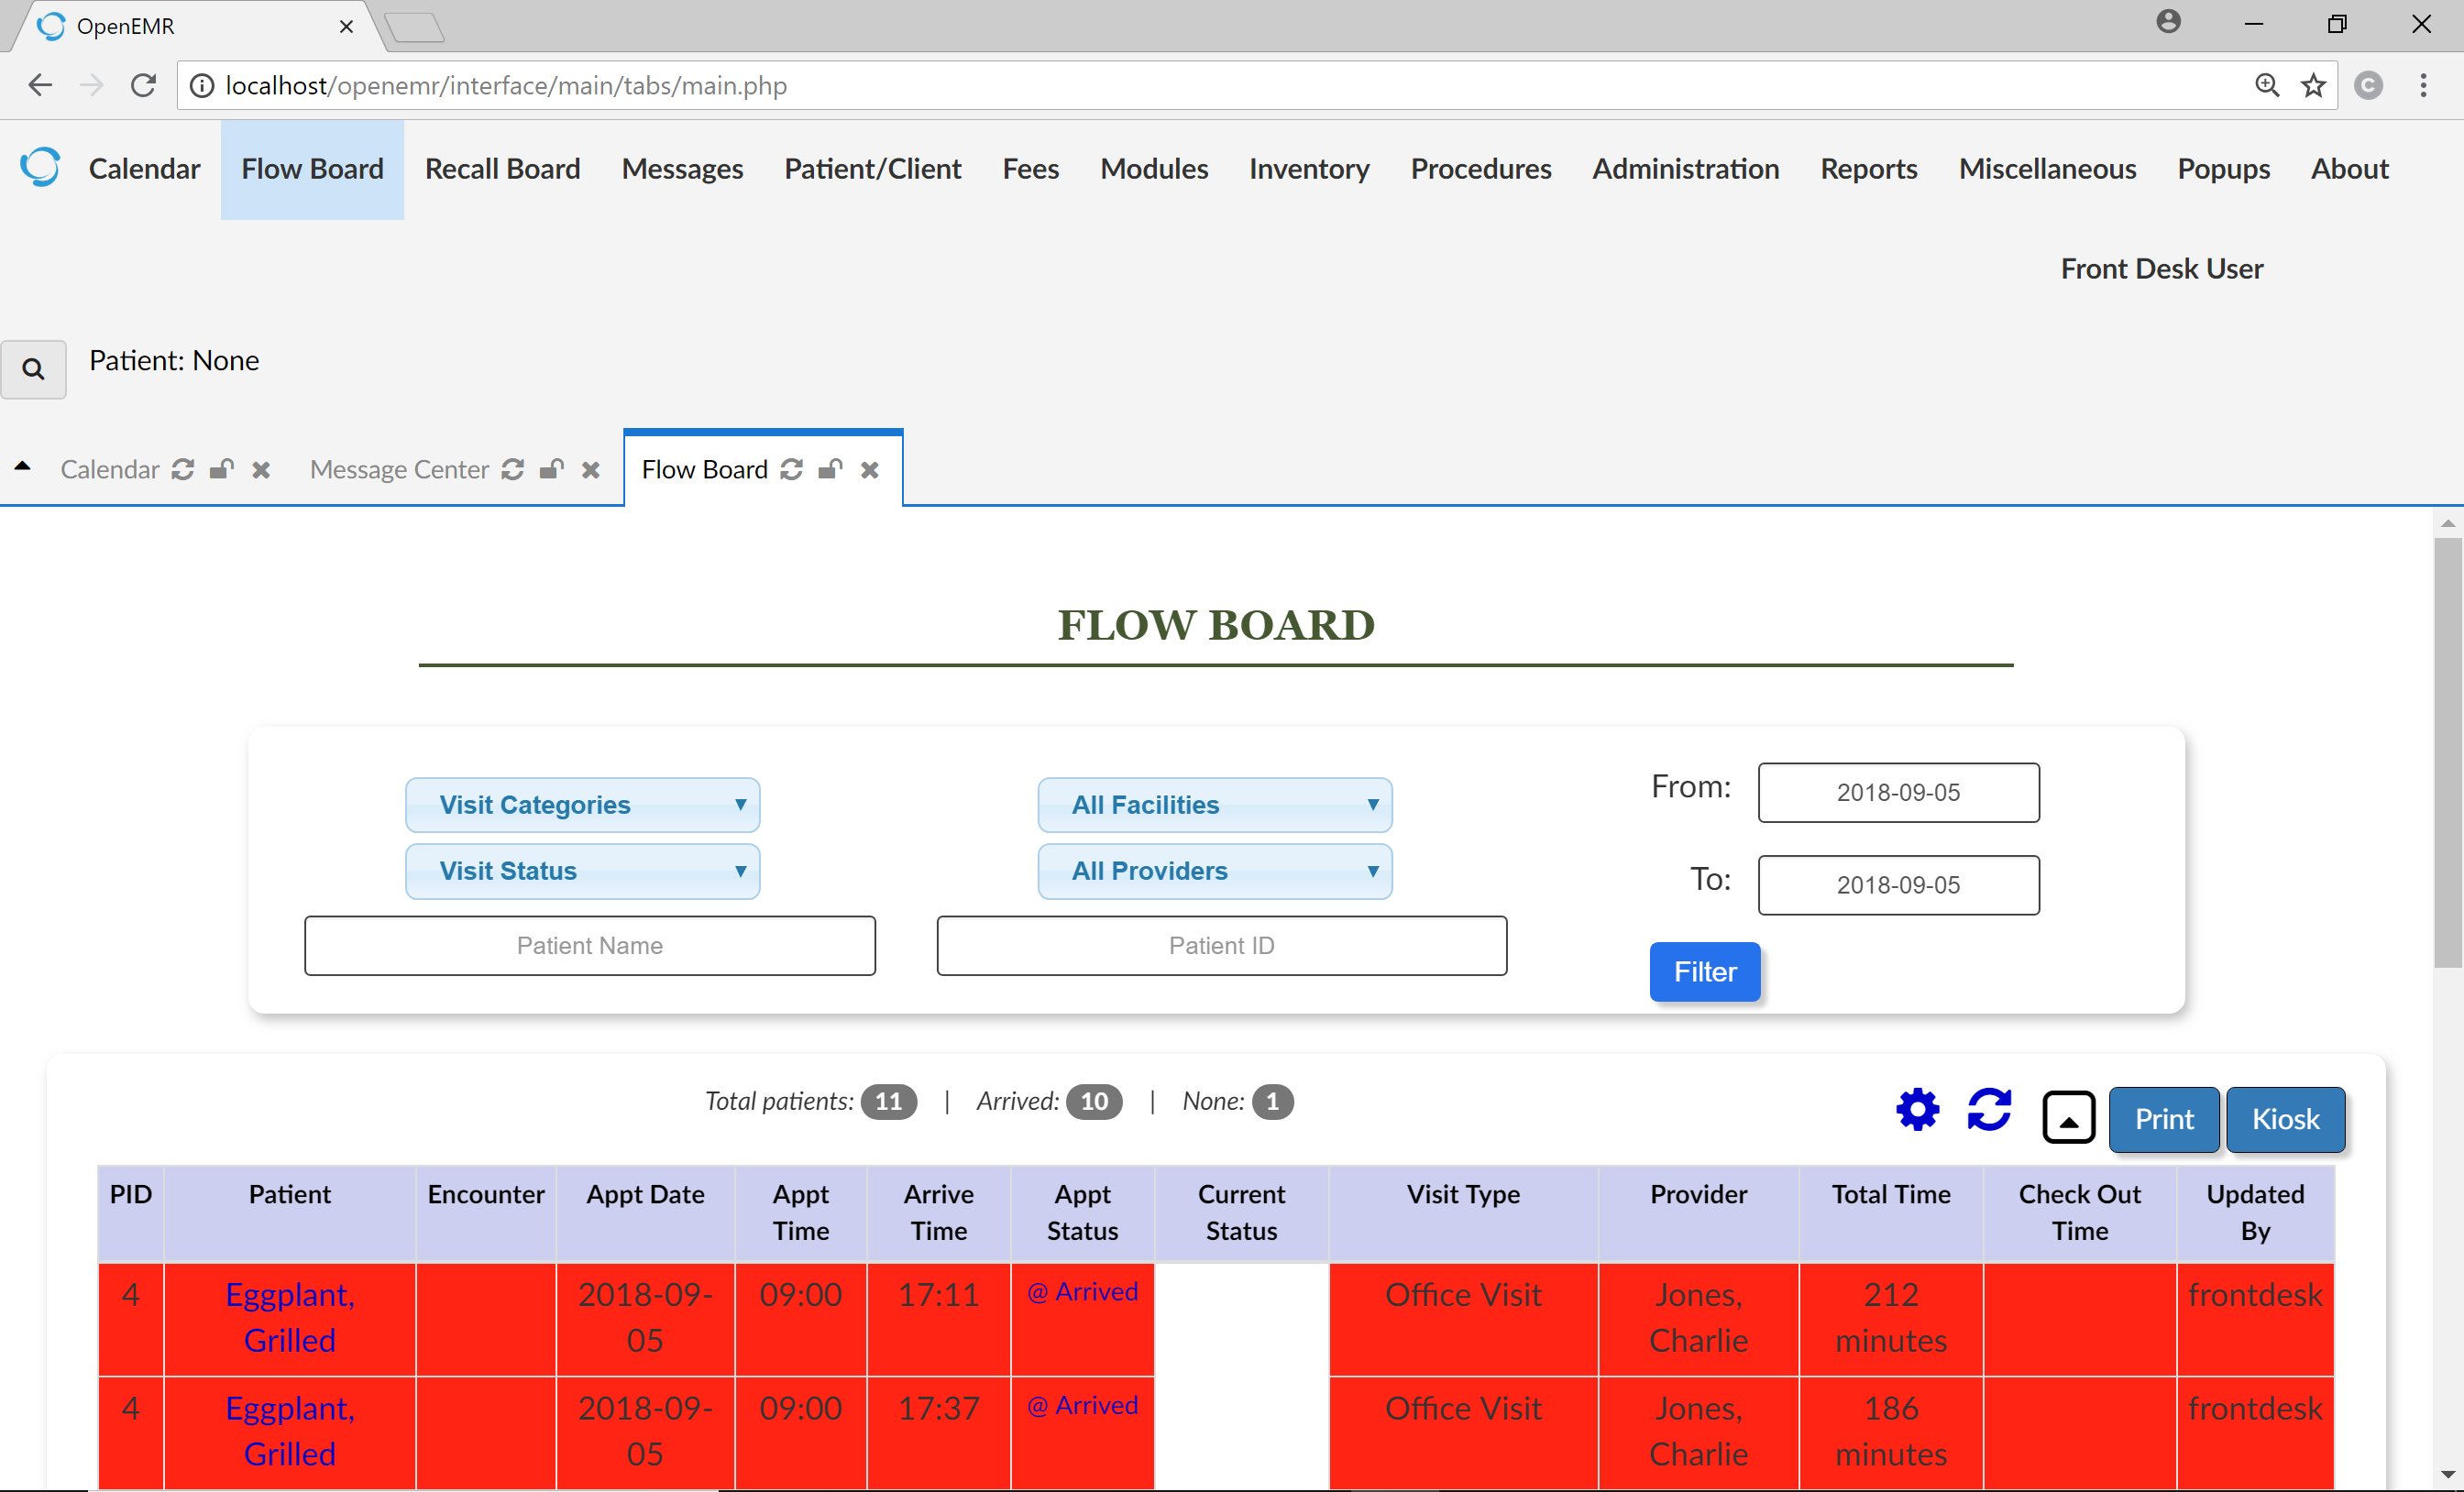 OpenEMR
localhost/openemr/interface/main/tabs/main.php
Calendar Flow Board Recall Board Messages Patient/Client Fees Modules Inventory Procedures Administration Reports Miscellaneous Popups About
Front Desk User
Patient: None
Calendar Message Center Flow Board
FLOW BOARD
Visit Categories All Facilities From: 2018-09-05
Visit Status All Providers To: 2018-09-05
Patient Name Patient ID
Filter
Total patients: 11 | Arrived: 10 | None: 1
Print Kiosk
PID Patient Encounter Appt Date Appt Time Arrive Time Appt Status Current Status Visit Type Provider Total Time Check Out Time Updated By
4 Eggplant, Grilled 2018-09-05 09:00 17:11 @ Arrived Office Visit Jones, Charlie 212 minutes frontdesk
4 Eggplant, Grilled 2018-09-05 09:00 17:37 @ Arrived Office Visit Jones, Charlie 186 minutes frontdesk